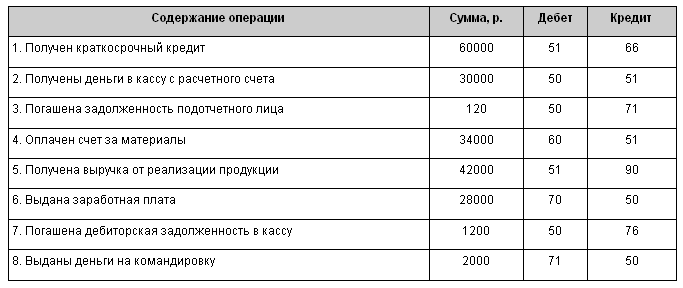 Содержание операции Сумма, р. Дебет Кредит
1. Получен краткосрочный кредит 60000 51 66
2. Получены деньги в кассу с расчетного счета 30000 50 51
3. Погашена задолженность подотчетного лица 120 50 71
4. Оплачен счет за материалы 34000 60 51
5. Получена выручка от реализации продукции 42000 51 90
6. Выдана заработная плата 28000 70 50
7. Погашена дебиторская задолженность в кассу 1200 50 76
8. Выданы деньги на командировку 2000 71 50